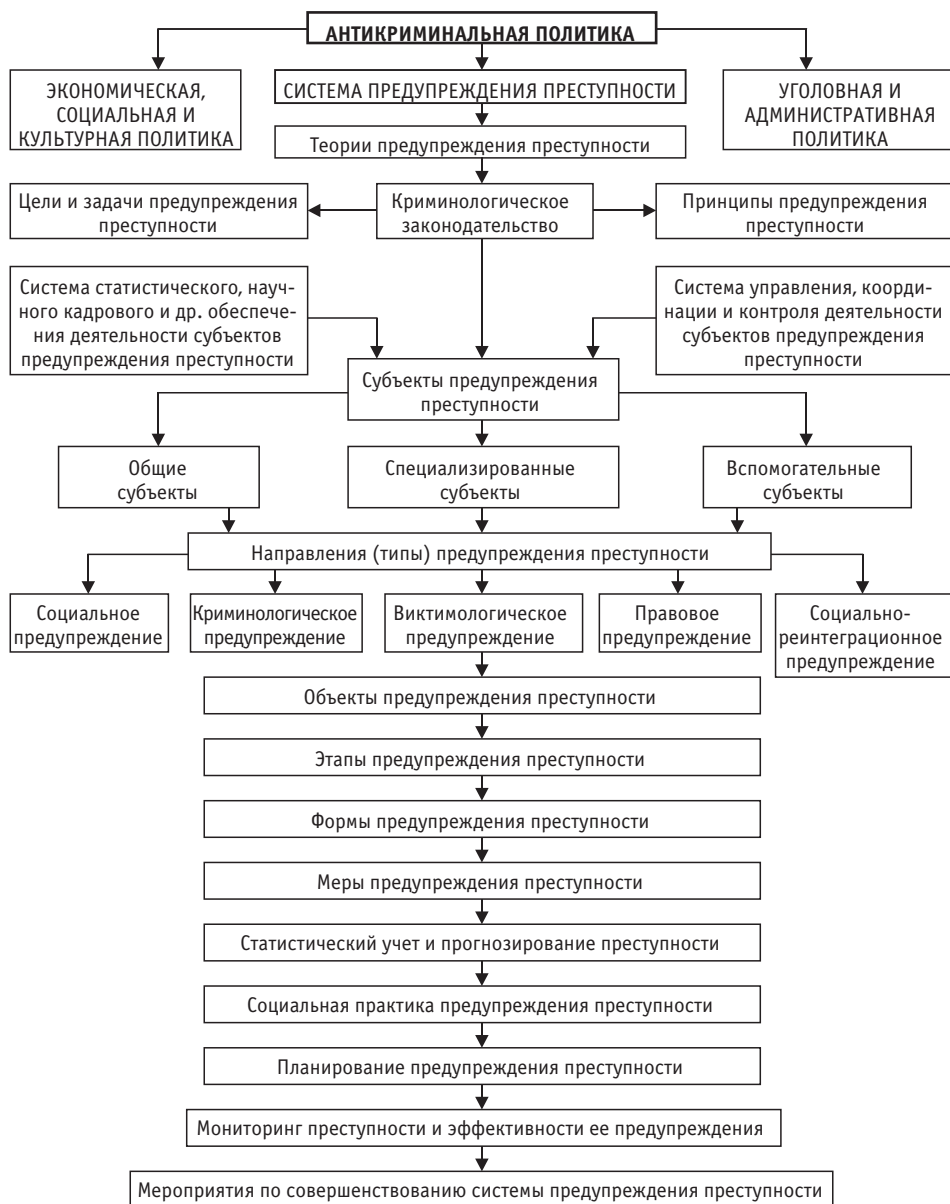 АНТИКРИМИНАЛЬНАЯ ПОЛИТИКА
ЭКОНОМИЧЕСКАЯ,
СОЦИАЛЬНАЯ И
КУЛЬТУРНАЯ ПОЛИТИКА
СИСТЕМА ПРЕДУПРЕЖДЕНИЯ ПРЕСТУПНОСТИ
УГОЛОВНАЯ И
АДМИНИСТРАТИВНАЯ
ПОЛИТИКА
Теории предупреждения преступности
Цели и задачи предупреждения
преступности
Криминологическое
законодательство
Принципы предупреждения
преступности
Система статистического, науч-
ного кадрового и др. обеспече-
ния деятельности субъектов
предупреждения преступности
Система управления, коорди-
нации и контроля деятельности
субъектов предупреждения
преступности
Субъекты предупреждения
преступности
Общие
субъекты
Специализированные
субъекты
Вспомогательные
субъекты
Направления (типы) предупреждения преступности
Социальное
предупреждение
Криминологическое
предупреждение
Виктимологическое
предупреждение
Правовое
предупреждение
Социально-
реинтеграционное
предупреждение
Объекты предупреждения преступности
Этапы предупреждения преступности
Формы предупреждения преступности
Меры предупреждения преступности
Статистический учет и прогнозирование преступности
Социальная практика предупреждения преступности
Планирование предупреждения преступности
Мониторинг преступности и эффективности ее предупреждения
Мероприятия по совершенствованию системы предупреждения преступности